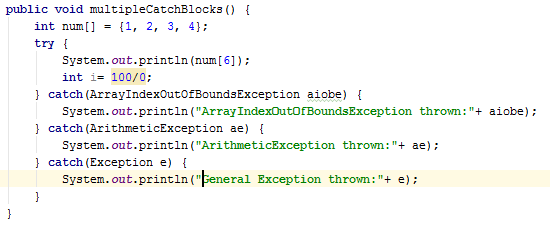 public void multipleCatchBlocks() {
    int num[] = {1, 2, 3, 4};
    try {
        System.out.println(num[6]);
        int i= 100/0;
    } catch(ArrayIndexOutOfBoundsException aiobe) {
        System.out.println("ArrayIndexOutOfBoundsException thrown:"+ aiobe);
    } catch(ArithmeticException ae) {
        System.out.println("ArithmeticException thrown:"+ ae);
    } catch(Exception e) {
        System.out.println("General Exception thrown:"+ e);
    }
}